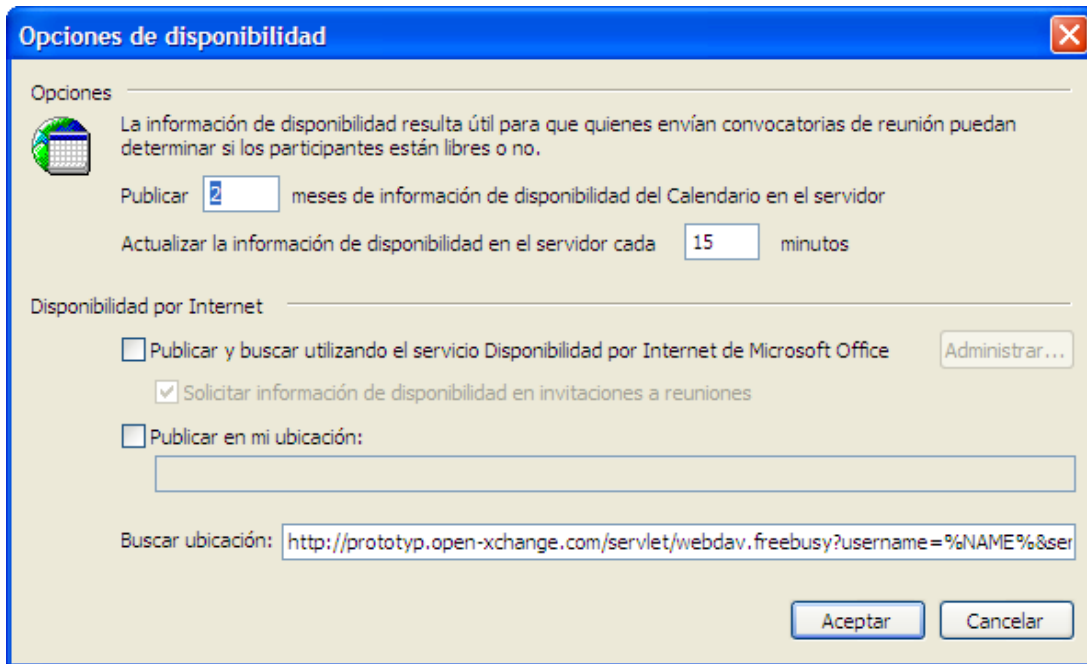 Opciones de disponibilidad
Opciones
La información de disponibilidad resulta útil para que quienes envían convocatorias de reunión puedan
determinar si los participantes están libres o no.
Publicar 2 meses de información de disponibilidad del Calendario en el servidor
Actualizar la información de disponibilidad en el servidor cada 15 minutos
Disponibilidad por Internet
Publicar y buscar utilizando el servicio Disponibilidad por Internet de Microsoft Office Administrar...
Solicitar información de disponibilidad en invitaciones a reuniones
Publicar en mi ubicación:
Buscar ubicación: http://prototyp.open-xchange.com/servlet/webdav.freebusy?username=%NAME%&ser
Aceptar Cancelar